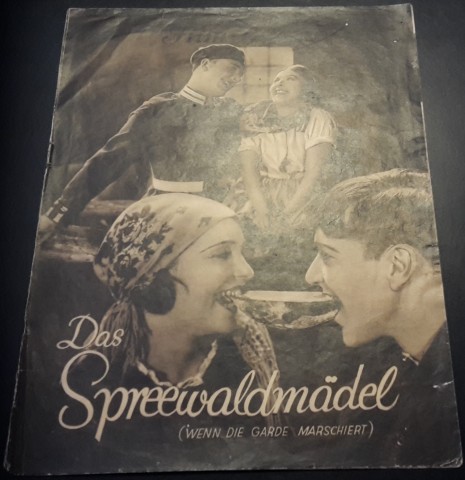 Das
Spreewaldmädel
(WENN DIE GARDE MARSCHIERT)